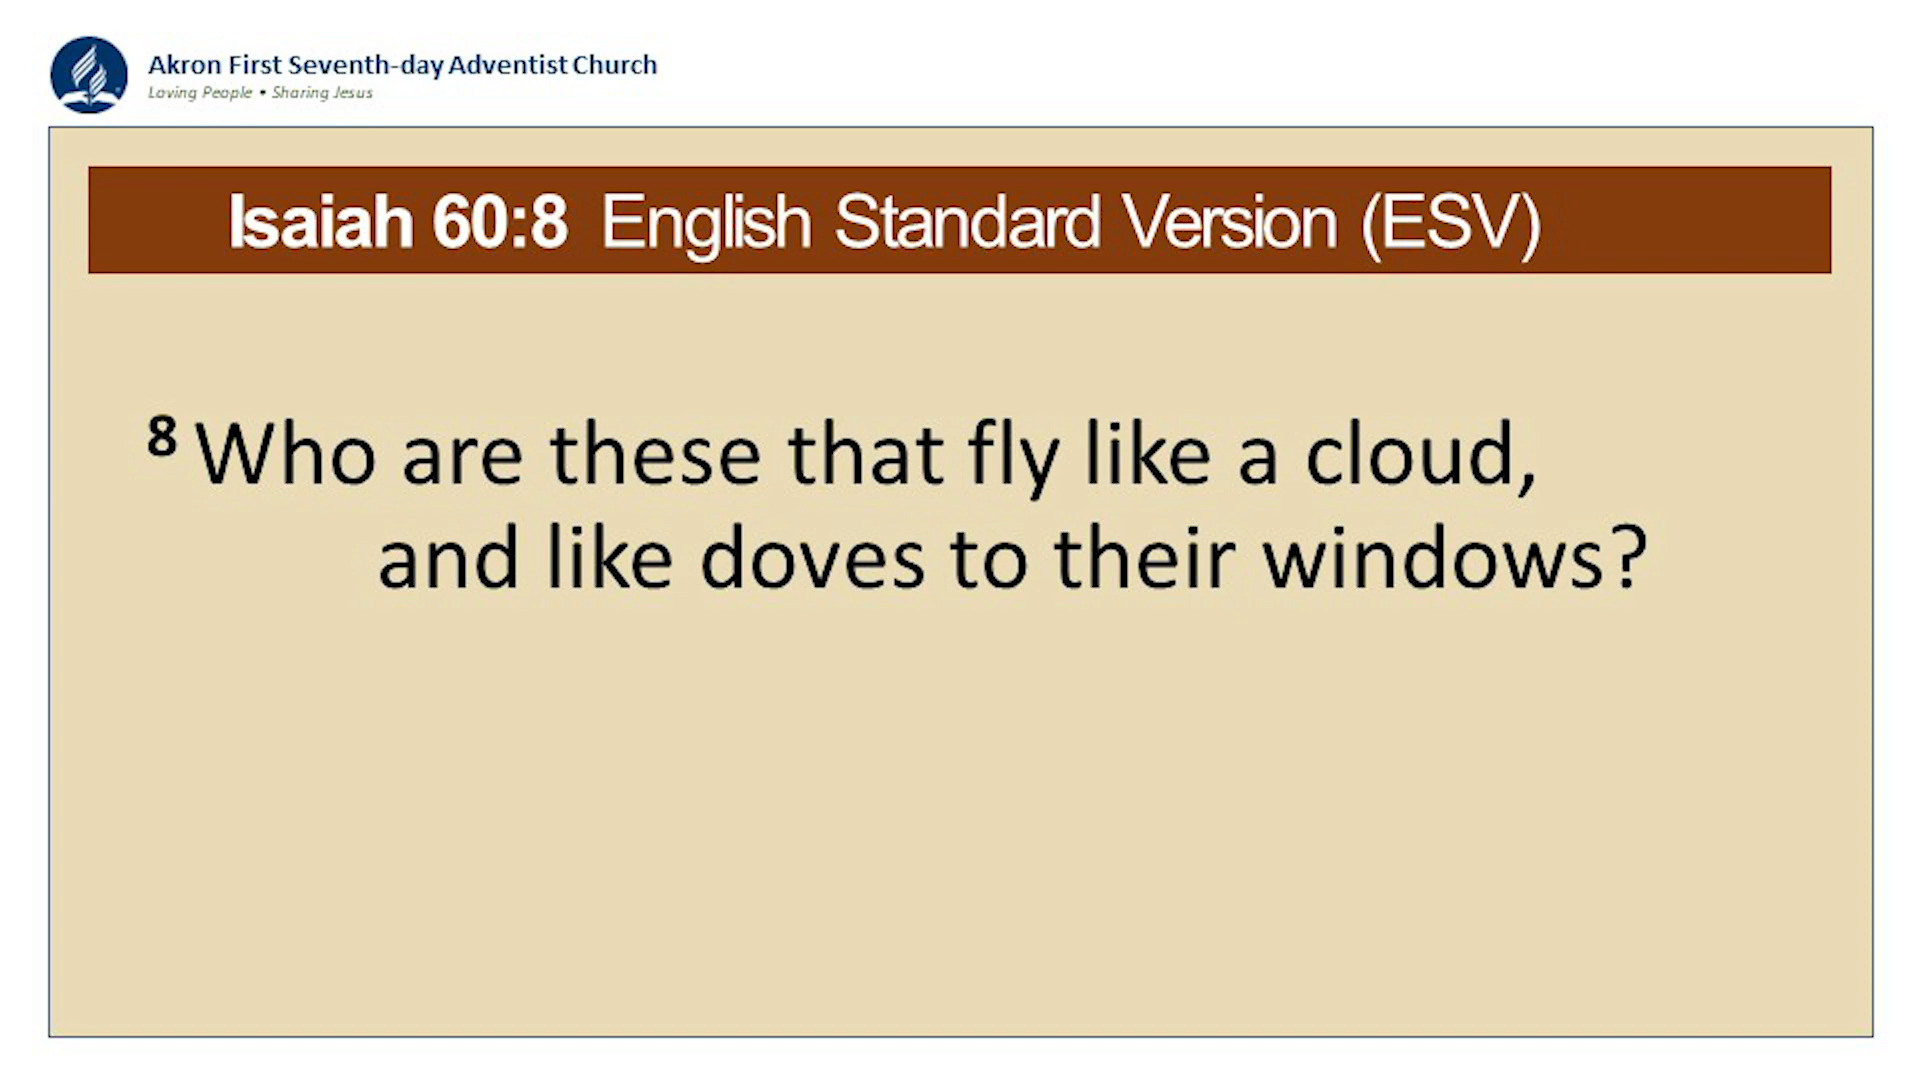 Akron First Seventh-day Adventist Church
Loving People • Sharing Jesus
Isaiah 60:8 English Standard Version (ESV)
8 Who are these that fly like a cloud,
and like doves to their windows?